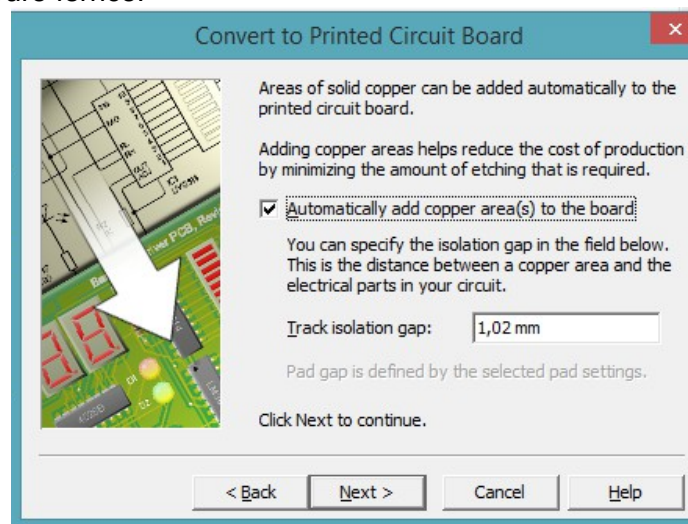 Convert to Printed Circuit Board
Areas of solid copper can be added automatically to the
printed circuit board.
Adding copper areas helps reduce the cost of production
by minimizing the amount of etching that is required.
Automatically add copper area(s) to the board
You can specify the isolation gap in the field below.
This is the distance between a copper area and the
electrical parts in your circuit.
Track isolation gap: 1,02 mm
Pad gap is defined by the selected pad settings.
Click Next to continue.
< Back Next > Cancel Help